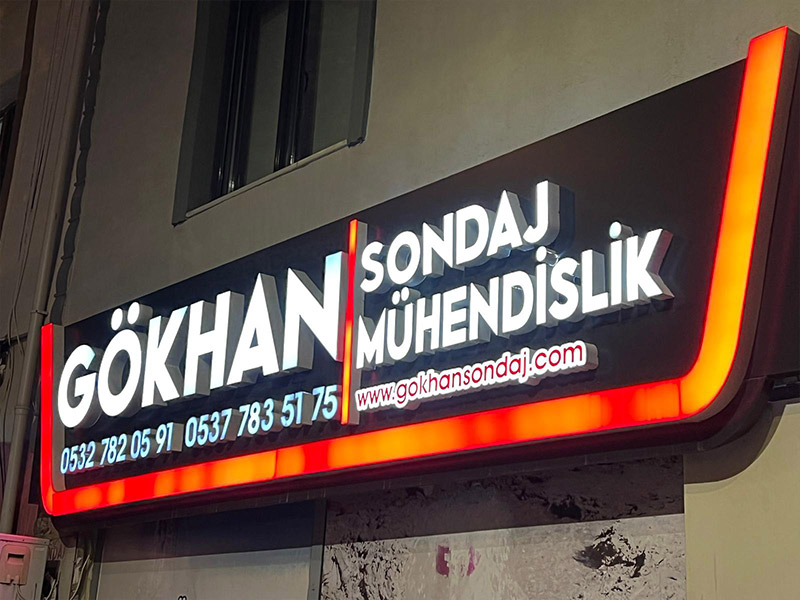 GÖKHAN
SONDAJ
MÜHENDİSLİK
www.gokhansondaj.com
0532 782 05 91 0537 783 51 75